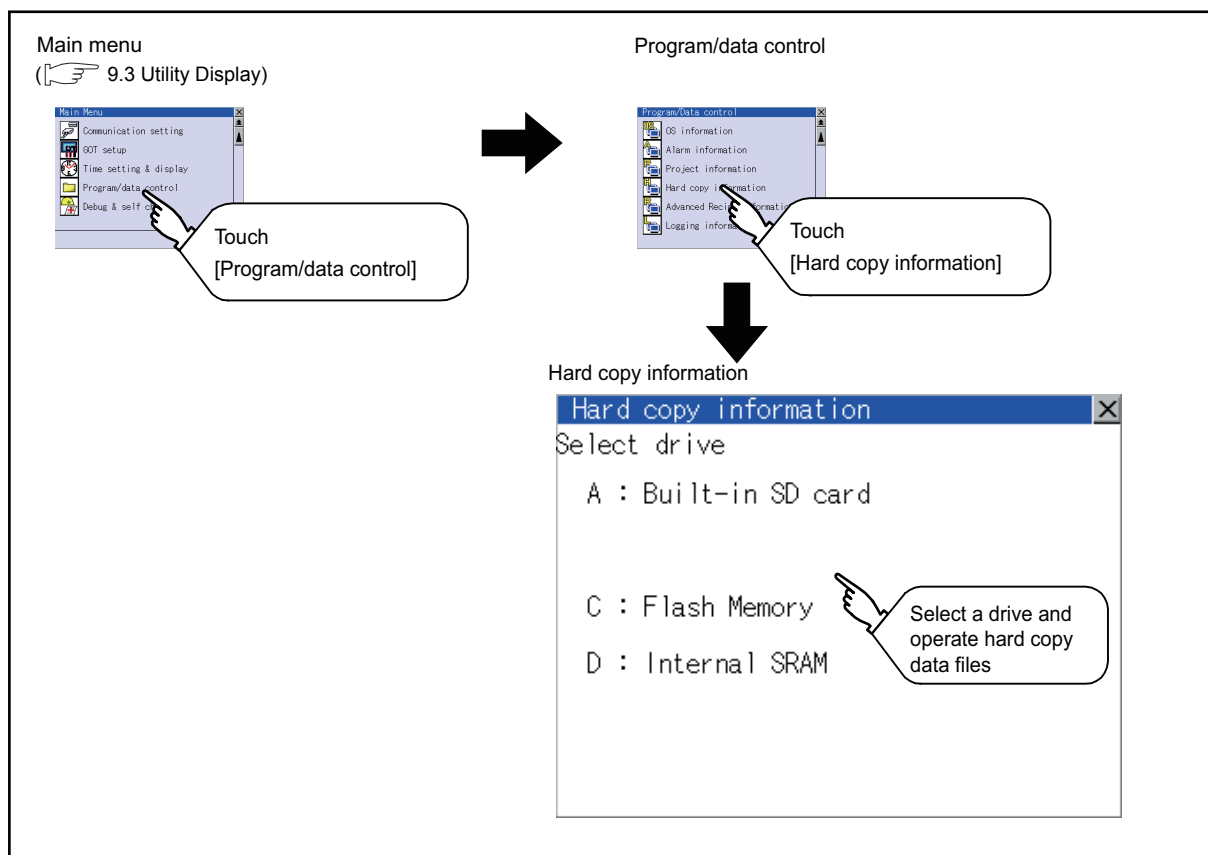 Main menu
( 9.3 Utility Display)
Main Menu
Communication setting
GOT setup
Time setting & display
Program/data control
Debug & self
Touch
[Program/data control]
Program/data control
Program/Data control
OS information
Alarm information
Project information
Hard copy information
Advanced
Logging
Touch
[Hard copy information]
Hard copy information
Hard copy information
Select drive
A : Built-in SD card
C : Flash Memory
D : Internal SRAM
Select a drive and
operate hard copy
data files